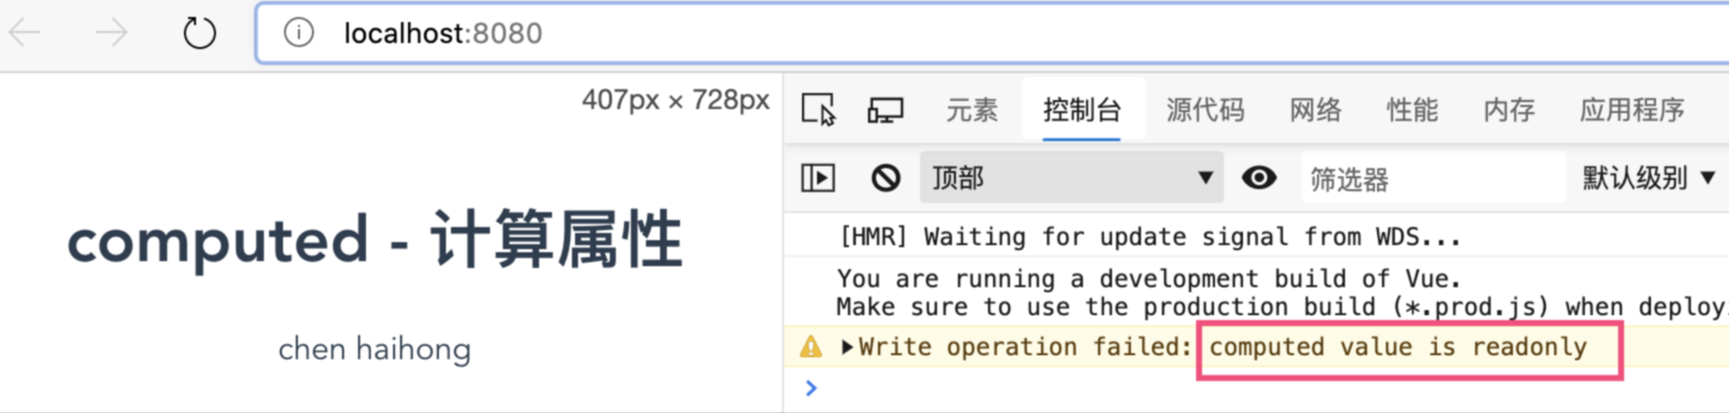 localhost:8080
407px × 728px
元素 控制台 源代码 网络 性能 内存 应用程序
顶部 ▼ 筛选器 默认级别 ▼
computed - 计算属性
chen haihong
[HMR] Waiting for update signal from WDS...
You are running a development build of Vue.
Make sure to use the production build (*.prod.js) when deployi
Write operation failed: computed value is readonly